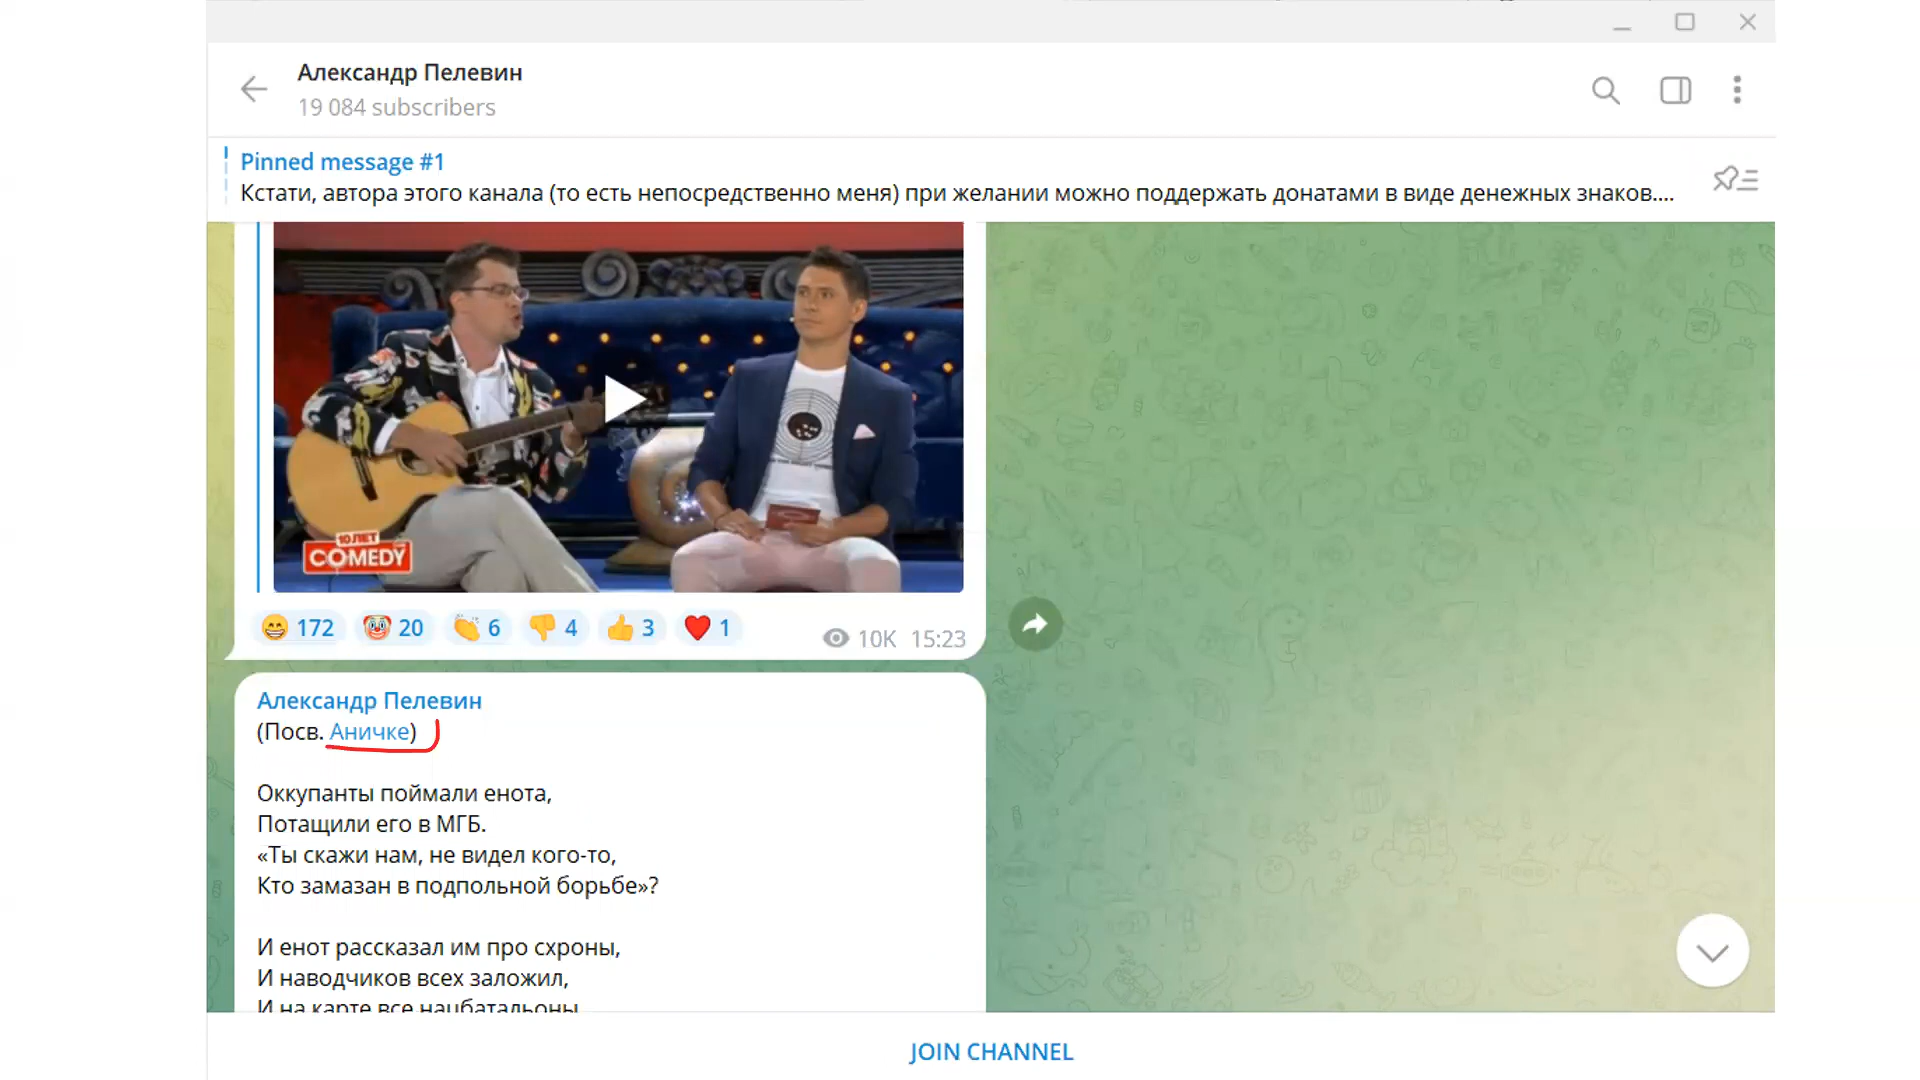 Александр Пелевин
19 084 subscribers
Pinned message #1
Кстати, автора этого канала (то есть непосредственно меня) при желании можно поддержать донатами в виде денежных знаков....
10 ЛЕТ
COMEDY
172 20 6 4 3 1
10K 15:23
Александр Пелевин
(Посв. Аничке)
Оккупанты поймали енота,
Потащили его в МГБ.
«Ты скажи нам, не видел кого-то,
Кто замазан в подпольной борьбе»?
И енот рассказал им про схроны,
И наводчиков всех заложил,
И на карте все нацбатальоны
JOIN CHANNEL